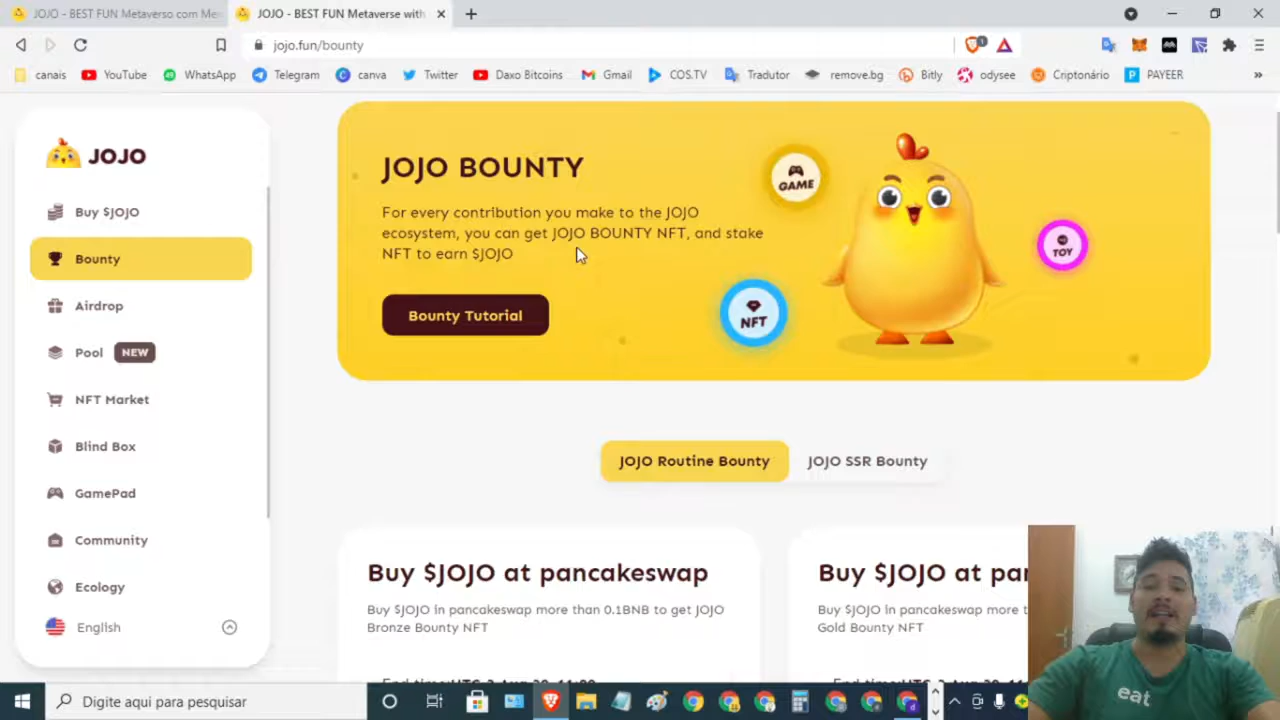 JOJO - BEST FUN Metaverso com Me
JOJO - BEST FUN Metaverse with
jojo.fun/bounty
1
canais
YouTube
WhatsApp
Telegram
canva
Twitter
Daxo Bitcoins
Gmail
COS.TV
Tradutor
remove.bg
Bitly
odysee
Criptonário
PAYEER
JOJO
Buy $JOJO
Bounty
Airdrop
Pool NEW
NFT Market
Blind Box
GamePad
Community
Ecology
English
JOJO BOUNTY
For every contribution you make to the JOJO
ecosystem, you can get JOJO BOUNTY NFT, and stake
NFT to earn $JOJO
Bounty Tutorial
GAME
TOY
NFT
JOJO Routine Bounty
JOJO SSR Bounty
Buy $JOJO at pancakeswap
Buy $JOJO in pancakeswap more than 0.1BNB to get JOJO
Bronze Bounty NFT
Buy $JOJO at pan
Buy $JOJO in pancakeswap more t
Gold Bounty NFT
eat
Digite aqui para pesquisar